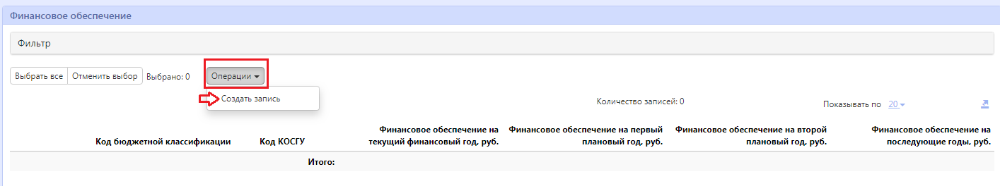 Финансовое обеспечение
Фильтр
Выбрать все Отменить выбор Выбрано: 0 Операции
Создать запись
Количество записей: 0 Показывать по 20
Код бюджетной классификации
Код КОСГУ
Финансовое обеспечение на
текущий финансовый год, руб.
Финансовое обеспечение на первый
плановый год, руб.
Финансовое обеспечение на второй
плановый год, руб.
Финансовое обеспечение на
последующие годы, руб.
Итого: